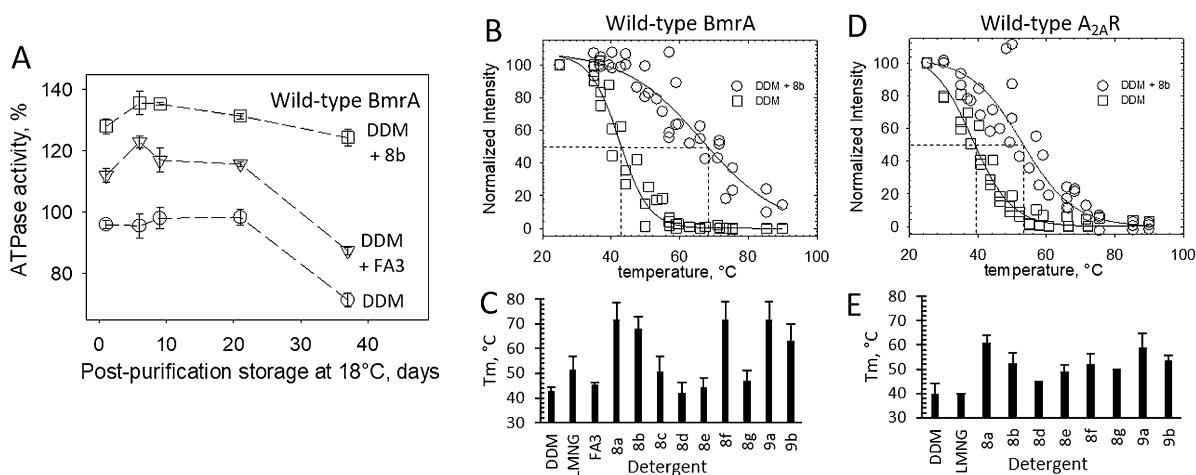 A
ATPase activity, %
140
120
100
80
Wild-type BmrA
DDM
+ 8b
DDM
+ FA3
DDM
0
10
20
30
40
Post-purification storage at 18°C, days
B
Wild-type BmrA
Normalized Intensity
100
80
60
40
20
0
DDM + 8b
DDM
20
40
60
80
100
temperature, °C
D
Wild-type A2AR
Normalized Intensity
100
80
60
40
20
0
DDM + 8b
DDM
20
40
60
80
100
temperature, °C
C
Tm, °C
80
70
60
50
40
30
DDM
LMNG
FA3
8a
8b
8c
8d
8e
8f
8g
9a
9b
Detergent
E
Tm, °C
80
70
60
50
40
30
DDM
LMNG
8a
8b
8d
8e
8f
8g
9a
9b
Detergent